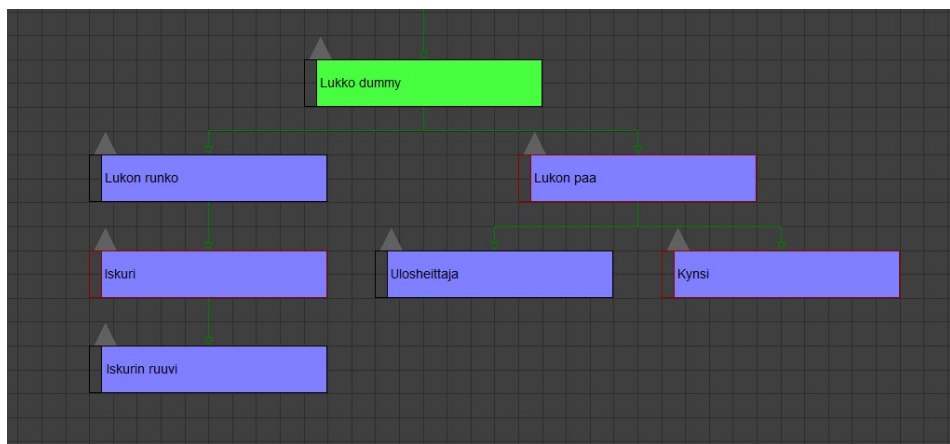 Lukko dummy
Lukon runko
Lukon paa
Iskuri
Ulosheittaja
Kynsi
Iskurin ruuvi